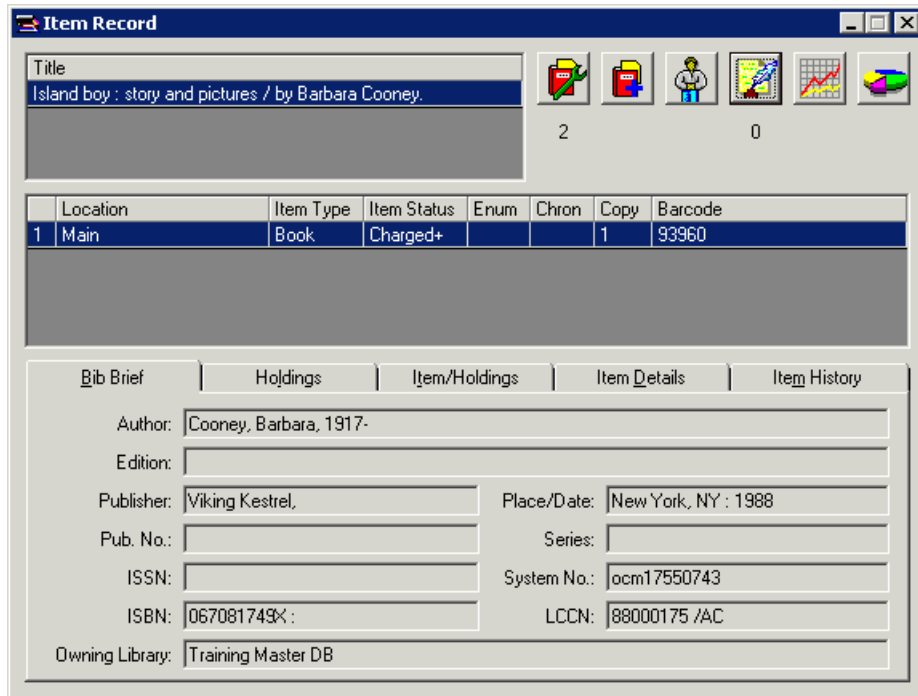 Item Record
Title
Island boy : story and pictures / by Barbara Cooney.
2 0
Location Item Type Item Status Enum Chron Copy Barcode
1 Main Book Charged+ 1 93960
Bib Brief Holdings Item/Holdings Item Details Item History
Author: Cooney, Barbara, 1917-
Edition:
Publisher: Viking Kestrel, Place/Date: New York, NY : 1988
Pub. No.: Series:
ISSN: System No.: ocm17550743
ISBN: 067081749X : LCCN: 88000175 /AC
Owning Library: Training Master DB